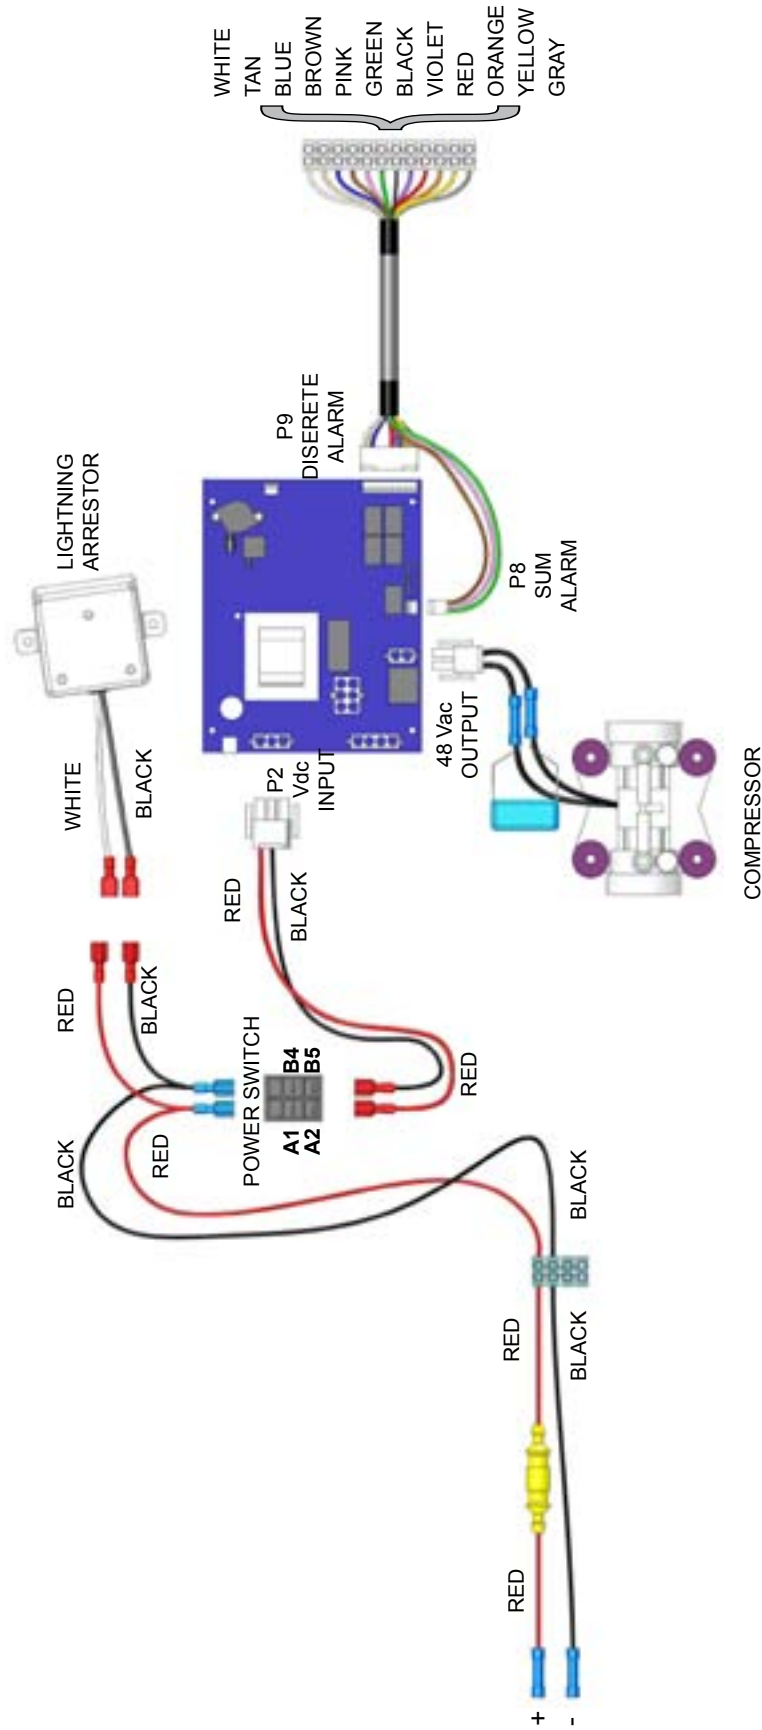 WHITE
TAN
BLUE
BROWN
PINK
GREEN
BLACK
VIOLET
RED
ORANGE
YELLOW
GRAY
P9
DISERETE
ALARM
LIGHTNING
ARRESTOR
P8
SUM
ALARM
WHITE
BLACK
P2
Vdc
INPUT
48 Vac
OUTPUT
COMPRESSOR
RED
BLACK
RED
BLACK
POWER SWITCH
B4
B5
A1
A2
RED
BLACK
RED
BLACK
RED
BLACK
RED
+
-